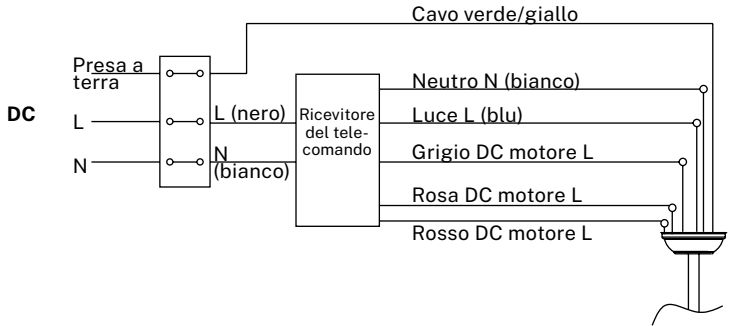 Cavo verde/giallo
Presa a
terra
DC
L
N
L (nero)
N
(bianco)
Ricevitore
del tele-
comando
Neutro N (bianco)
Luce L (blu)
Grigio DC motore L
Rosa DC motore L
Rosso DC motore L